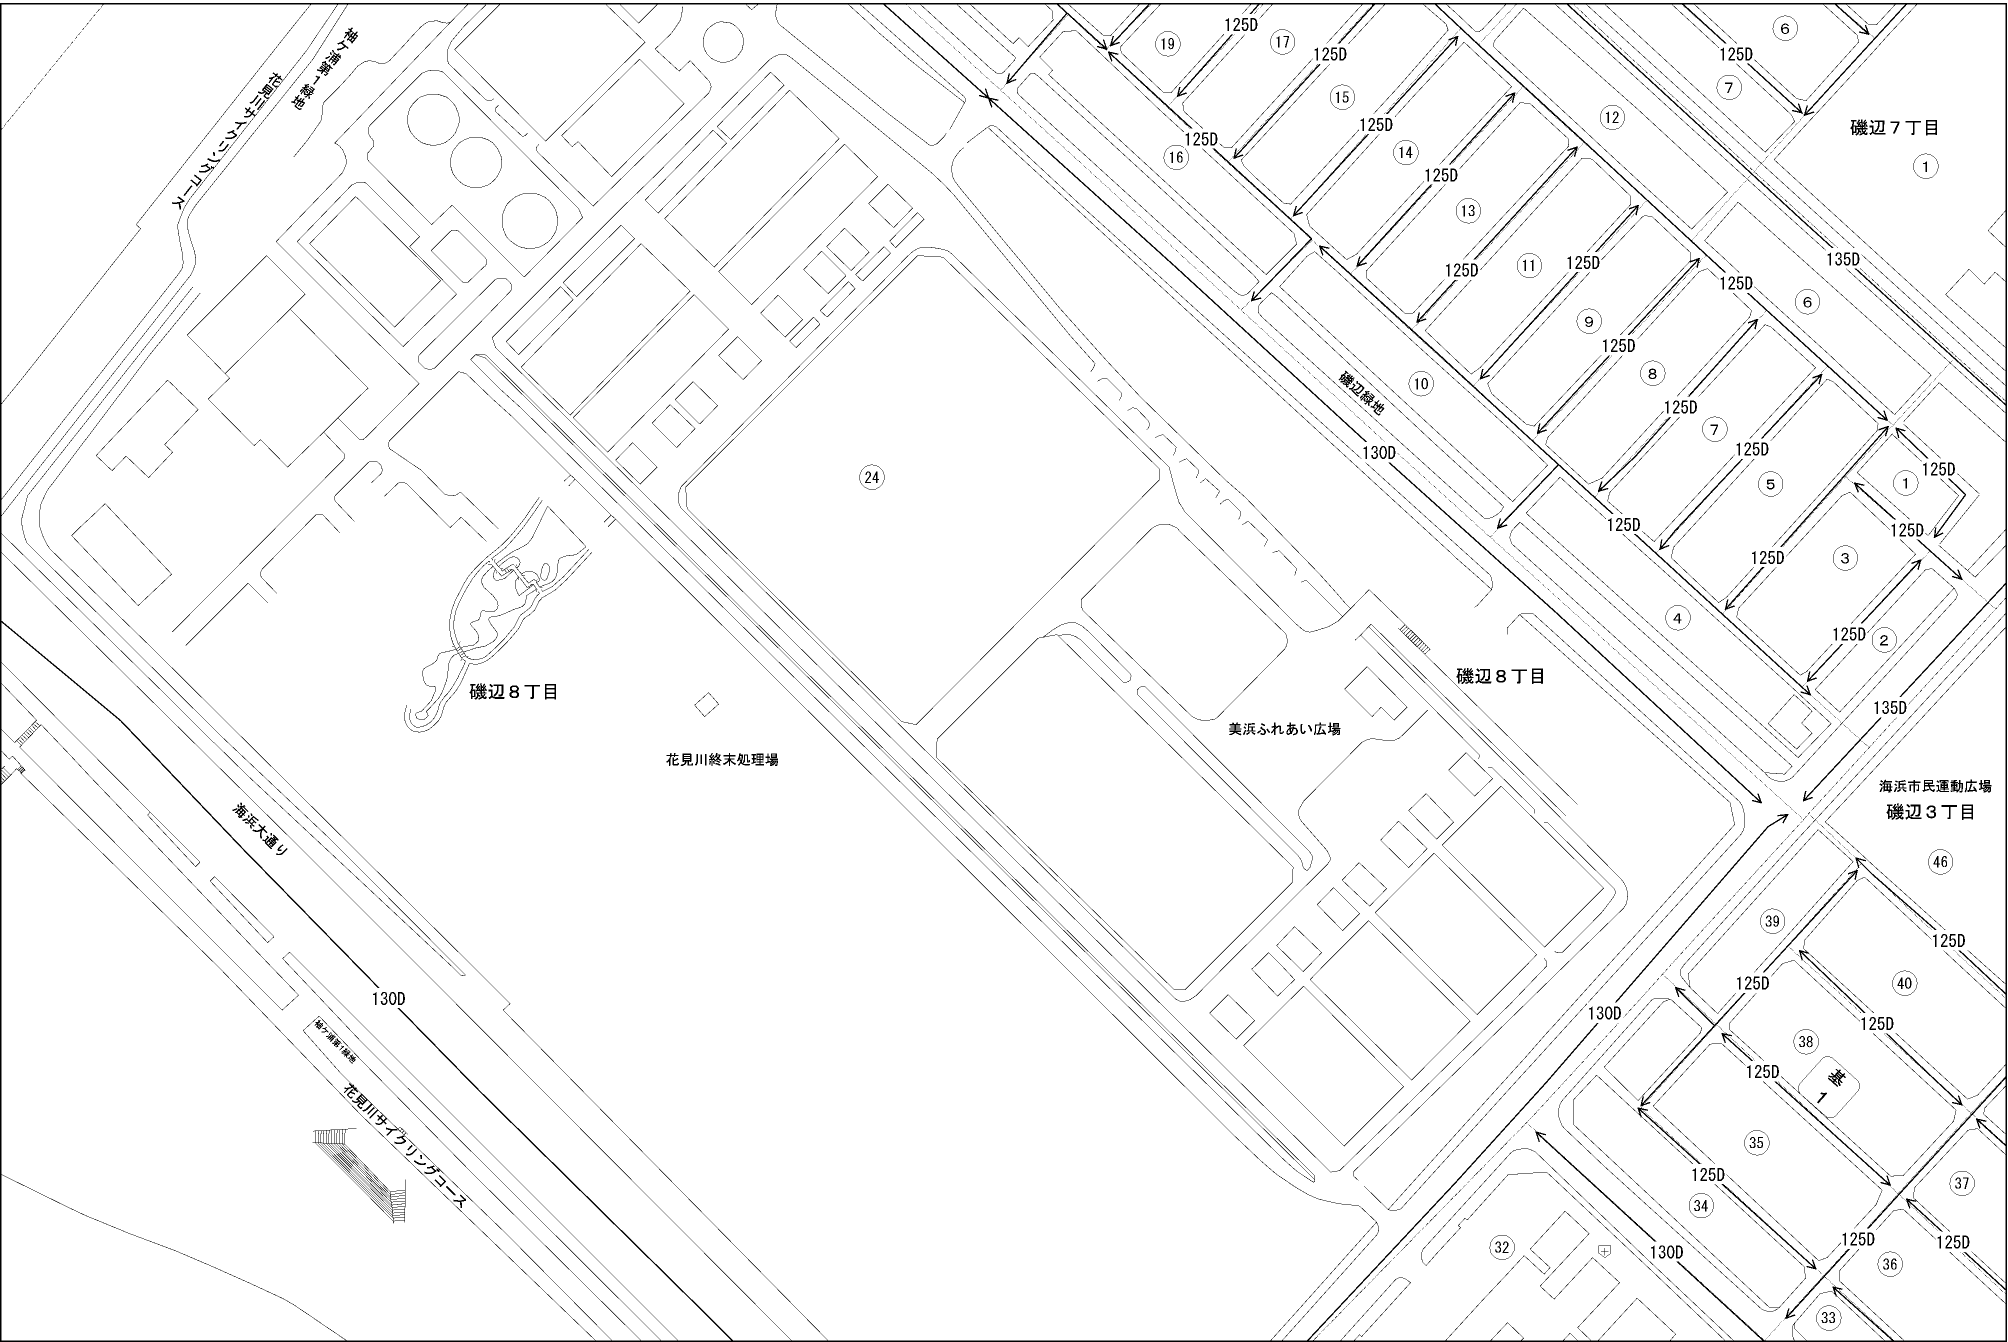 袖ケ浦第１緑地
花見川サイクリングコース
19
125D
17
125D
15
16
125D
125D
14
125D
13
125D
11
125D
9
125D
8
125D
7
125D
5
125D
12
125D
6
125D
7
磯辺７丁目
1
135D
6
125D
10
磯辺緑地
130D
125D
1
125D
125D
3
4
125D
2
135D
24
磯辺８丁目
花見川終末処理場
美浜ふれあい広場
磯辺８丁目
海浜市民運動広場
磯辺３丁目
46
海浜大通り
130D
袖ケ浦第1緑地
花見川サイクリングコース
39
125D
125D
40
130D
125D
38
基
1
125D
35
125D
34
37
125D
125D
36
130D
32
33